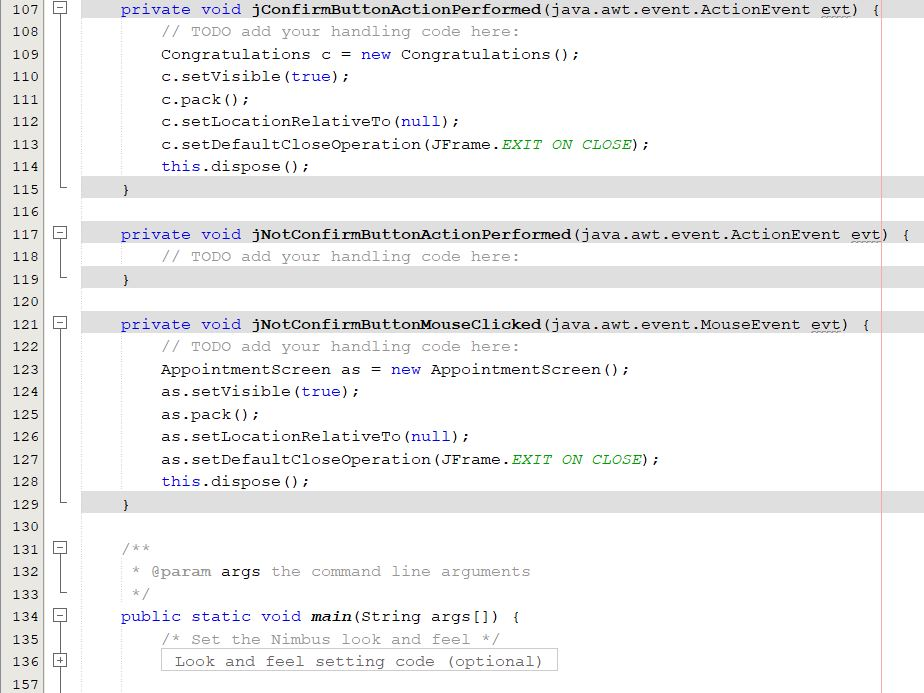 107 private void jConfirmButtonActionPerformed(java.awt.event.ActionEvent evt) {
108 // TODO add your handling code here:
109 Congratulations c = new Congratulations();
110 c.setVisible(true);
111 c.pack();
112 c.setLocationRelativeTo(null);
113 c.setDefaultCloseOperation(JFrame.EXIT_ON_CLOSE);
114 this.dispose();
115 }
116
117 private void jNotConfirmButtonActionPerformed(java.awt.event.ActionEvent evt) {
118 // TODO add your handling code here:
119 }
120
121 private void jNotConfirmButtonMouseClicked(java.awt.event.MouseEvent evt) {
122 // TODO add your handling code here:
123 AppointmentScreen as = new AppointmentScreen();
124 as.setVisible(true);
125 as.pack();
126 as.setLocationRelativeTo(null);
127 as.setDefaultCloseOperation(JFrame.EXIT_ON_CLOSE);
128 this.dispose();
129 }
130
131 /**
132 * @param args the command line arguments
133 */
134 public static void main(String args[]) {
135 /* Set the Nimbus look and feel */
136 Look and feel setting code (optional)
157